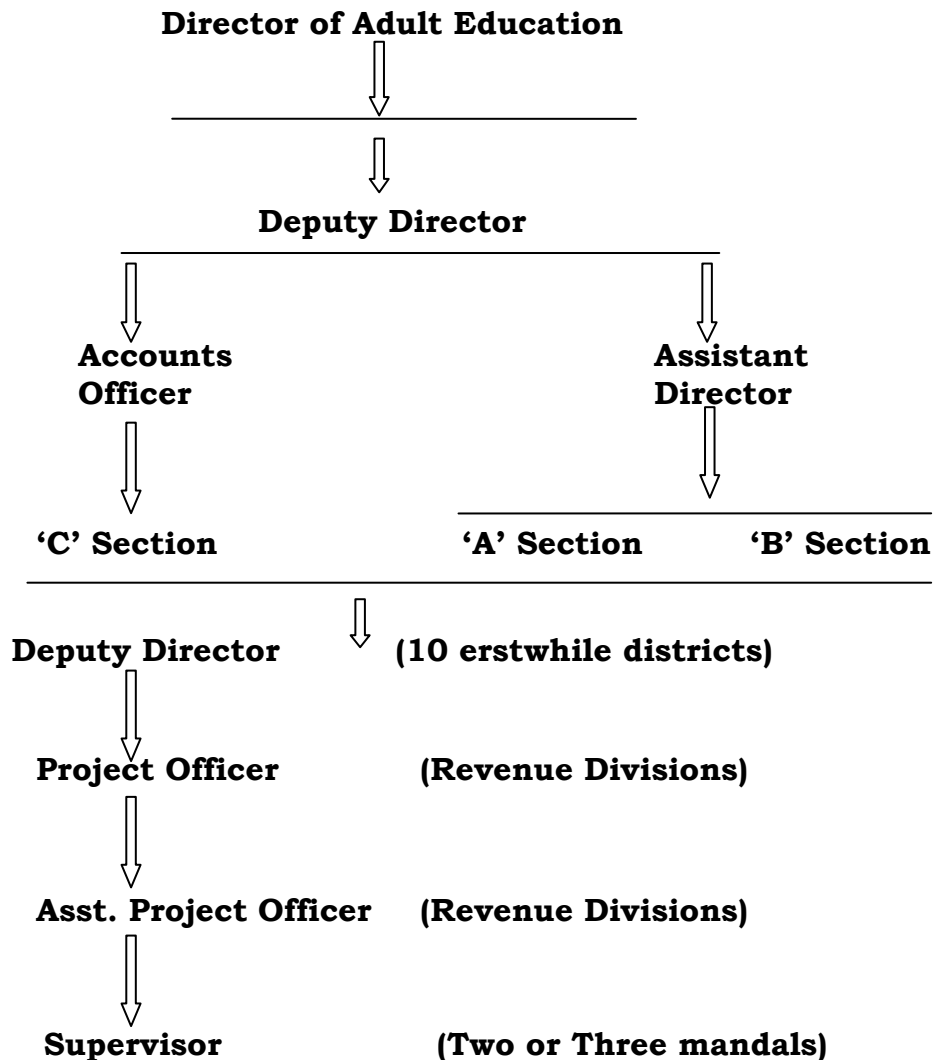 Director of Adult Education
Deputy Director
Accounts
Officer
Assistant
Director
‘C’ Section
‘A’ Section
‘B’ Section
Deputy Director (10 erstwhile districts)
Project Officer (Revenue Divisions)
Asst. Project Officer (Revenue Divisions)
Supervisor (Two or Three mandals)